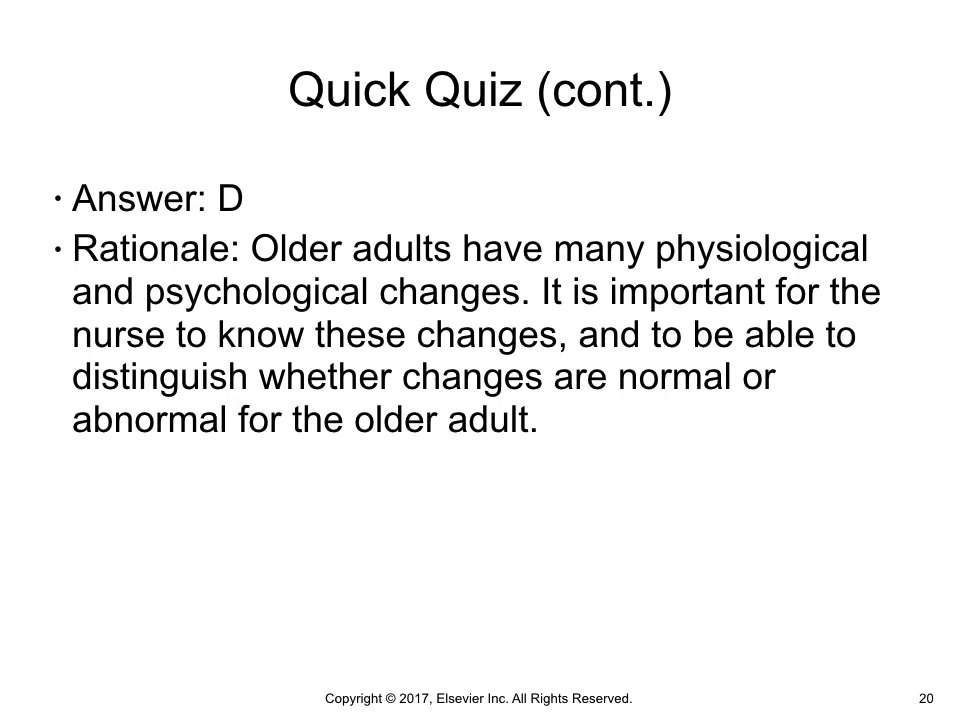 Quick Quiz (cont.)
· Answer: D
· Rationale: Older adults have many physiological
and psychological changes. It is important for the
nurse to know these changes, and to be able to
distinguish whether changes are normal or
abnormal for the older adult.
Copyright © 2017, Elsevier Inc. All Rights Reserved. 20